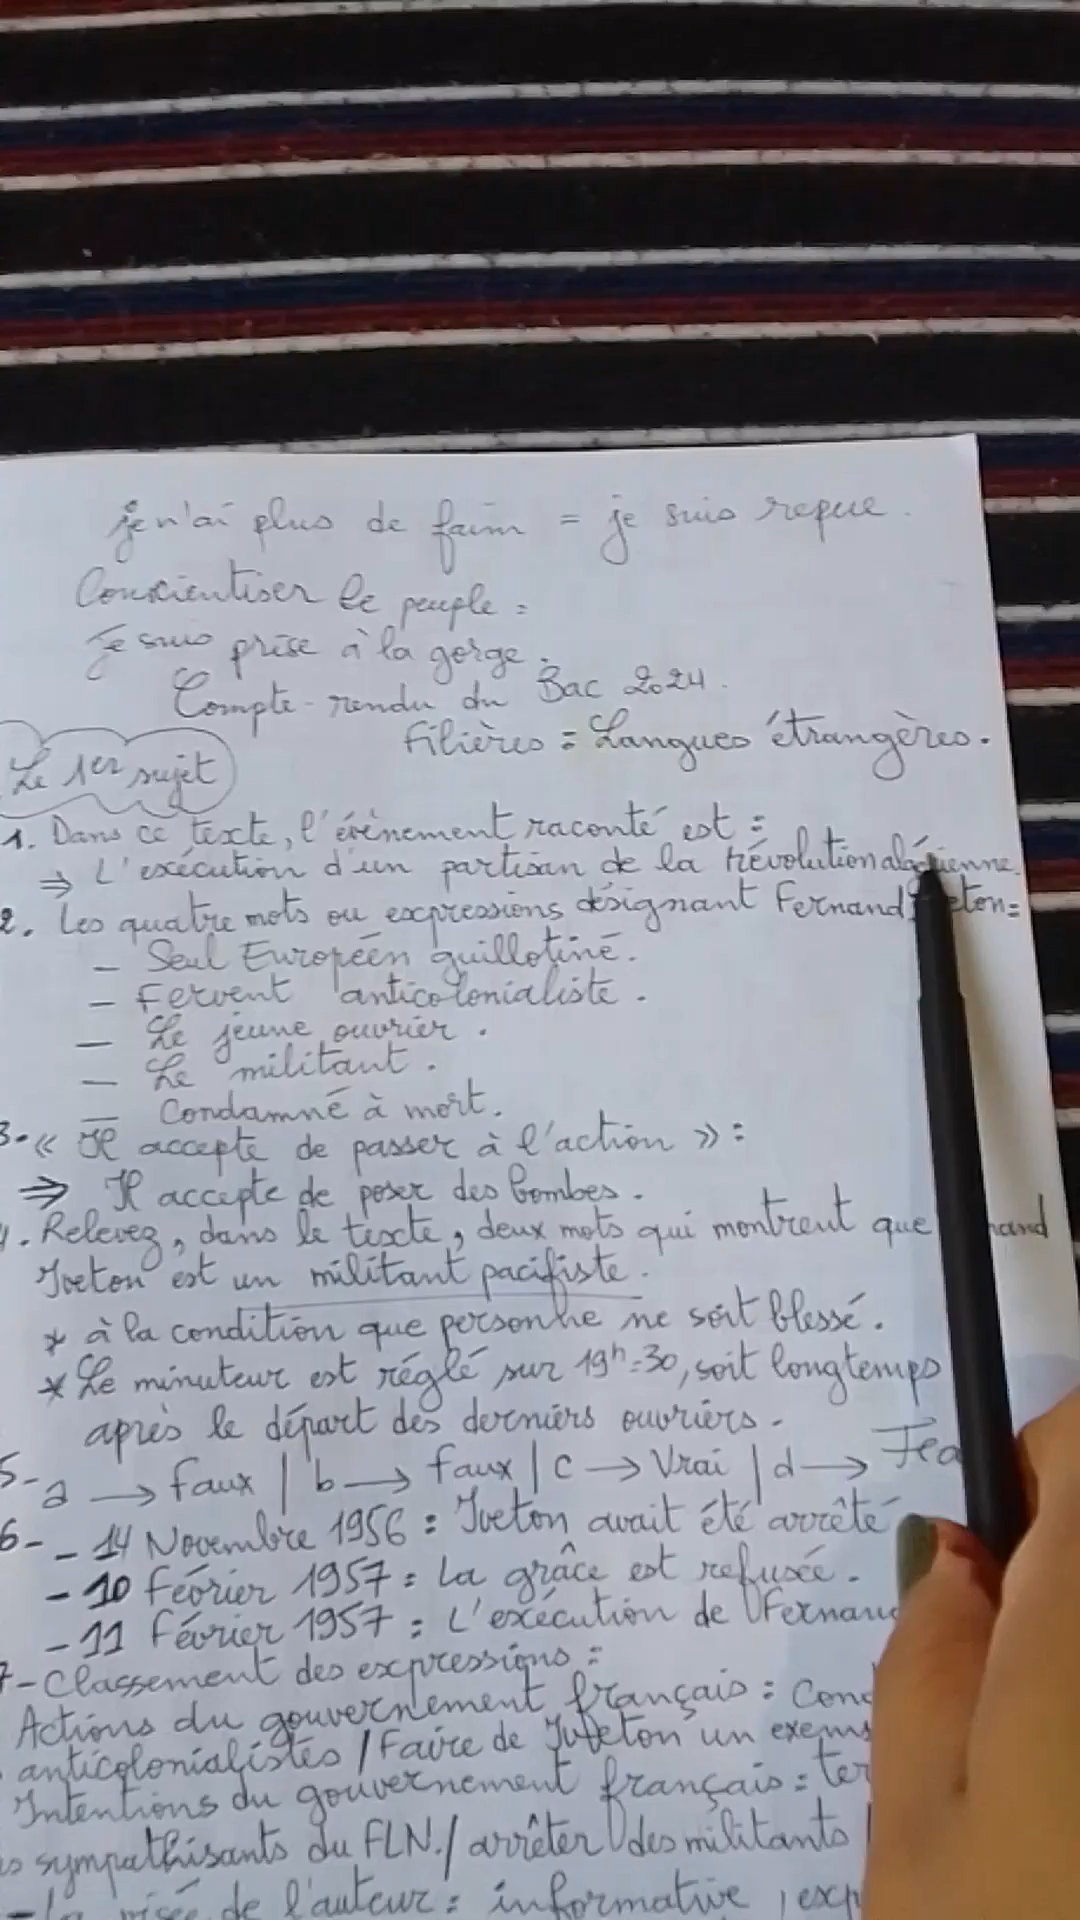 je n'ai plus de faim = je suis repue.
Conscientiser le peuple =
Je suis prise à la gorge.
Compte-rendu du Bac 2024.
Filières = Langues étrangères.
Le 1er sujet
1. Dans ce texte, l'évènement raconté est =
⇒ L'exécution d'un partisan de la révolution
2. Les quatre mots ou expressions désignant Fernand eton=
– Seul Européen guillotiné.
– Fervent anticolonialiste.
– Le jeune ouvrier.
– Le militant.
– Condamné à mort.
3- « Il accepte de passer à l'action » :
⇒ Il accepte de poser des bombes.
. Relevez, dans le texte, deux mots qui montrent que nand
Iveton est un militant pacifiste.
* à la condition que personne ne soit blessé.
* Le minuteur est réglé sur 19h=30, soit longtemps
après le départ des derniers ouvriers.
5- a → faux | b → faux | c → Vrai | d →
6- - 14 Novembre 1956 : Iveton avait été arrêté
- 10 Février 1957 : La grâce est refusée.
- 11 Février 1957 : L'exécution de Fernand
7- Classement des expressions :
Actions du gouvernement français : Cond
anticolonialistes / Faire de Iveton un exem
Intentions du gouvernement français : ter
sympathisants du FLN. / arrêter des militants /
visée de l'auteur : informative, exp